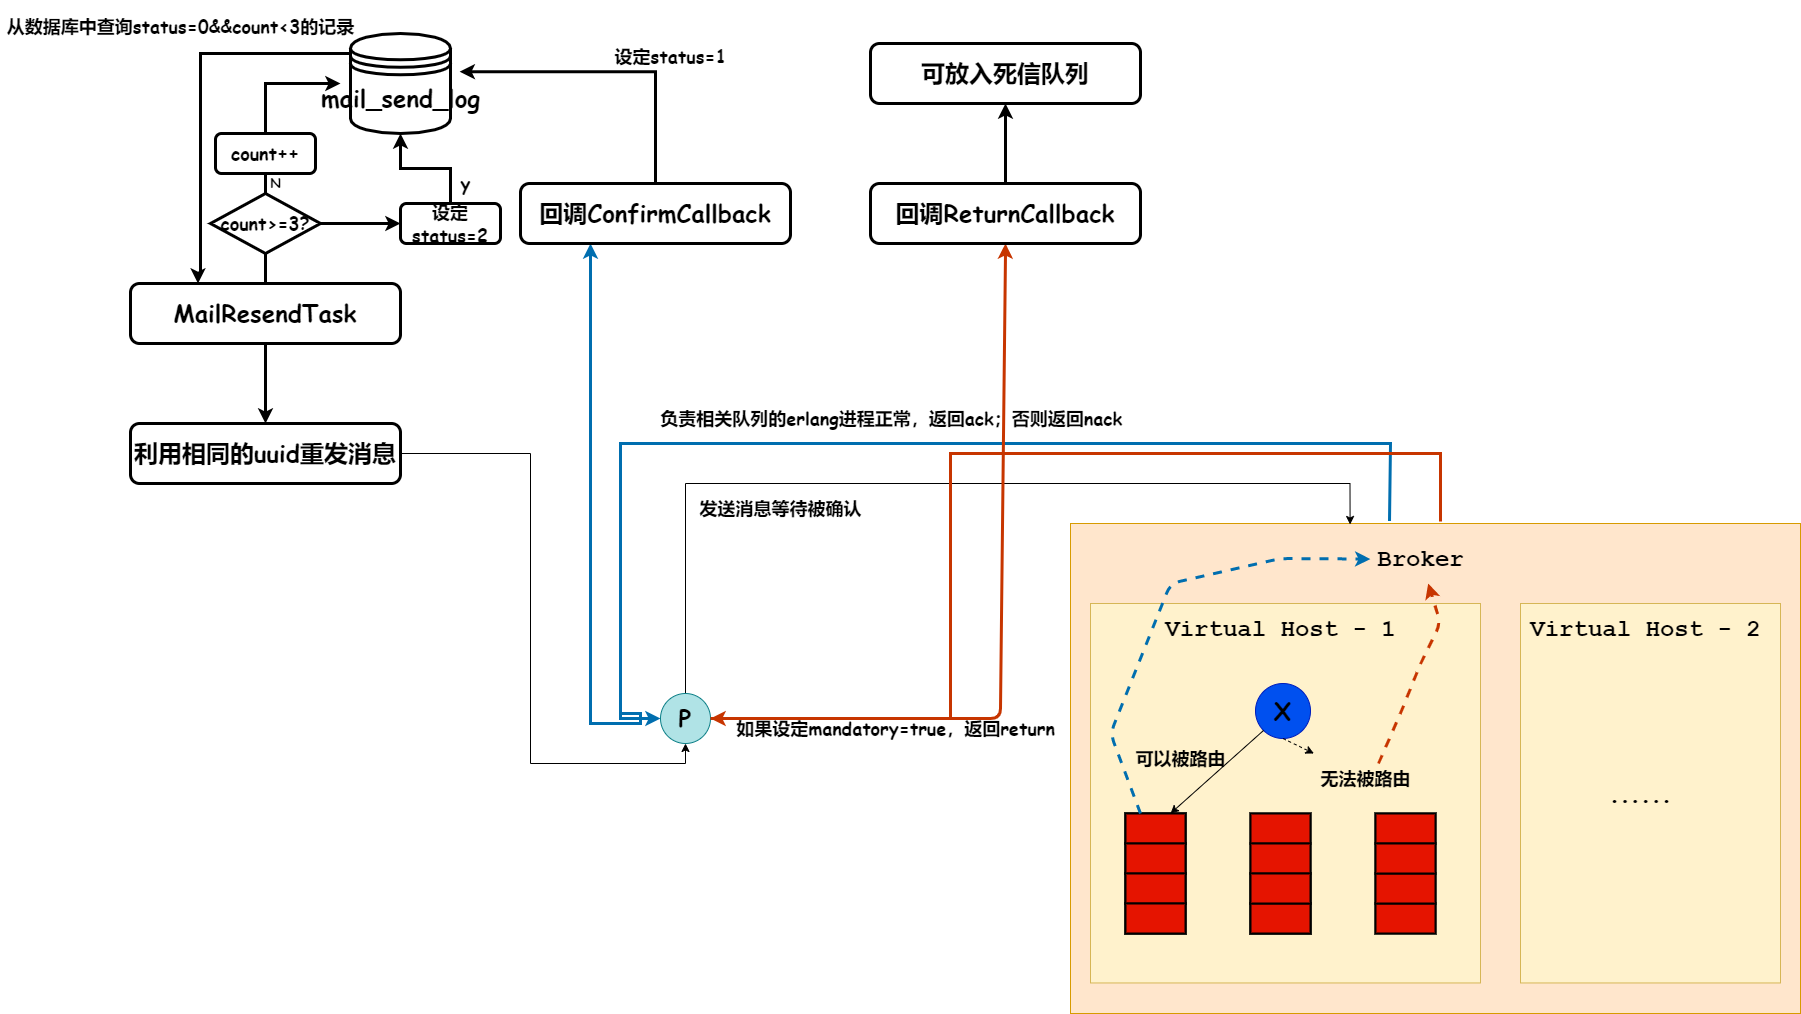 从数据库中查询status=0&&count<3的记录
设定status=1
可放入死信队列
mail_send_log
count++
N
y
count>=3?
设定
status=2
回调ConfirmCallback
回调ReturnCallback
MailResendTask
负责相关队列的erlang进程正常，返回ack；否则返回nack
利用相同的uuid重发消息
发送消息等待被确认
Broker
Virtual Host - 1
Virtual Host - 2
P
X
如果设定mandatory=true，返回return
可以被路由
无法被路由
......